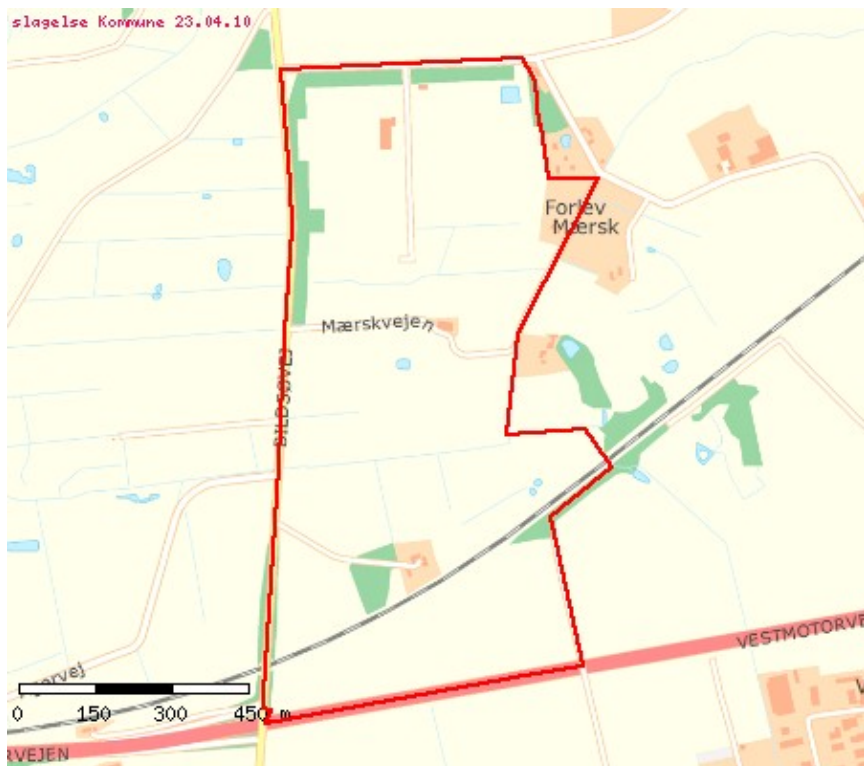 slagelse Kommune 23.04.10
Forlev
Mærsk
Mærskvejen
BILDSØVEJ
VESTMOTORVE
0 150 300 450 m
RVEJEN